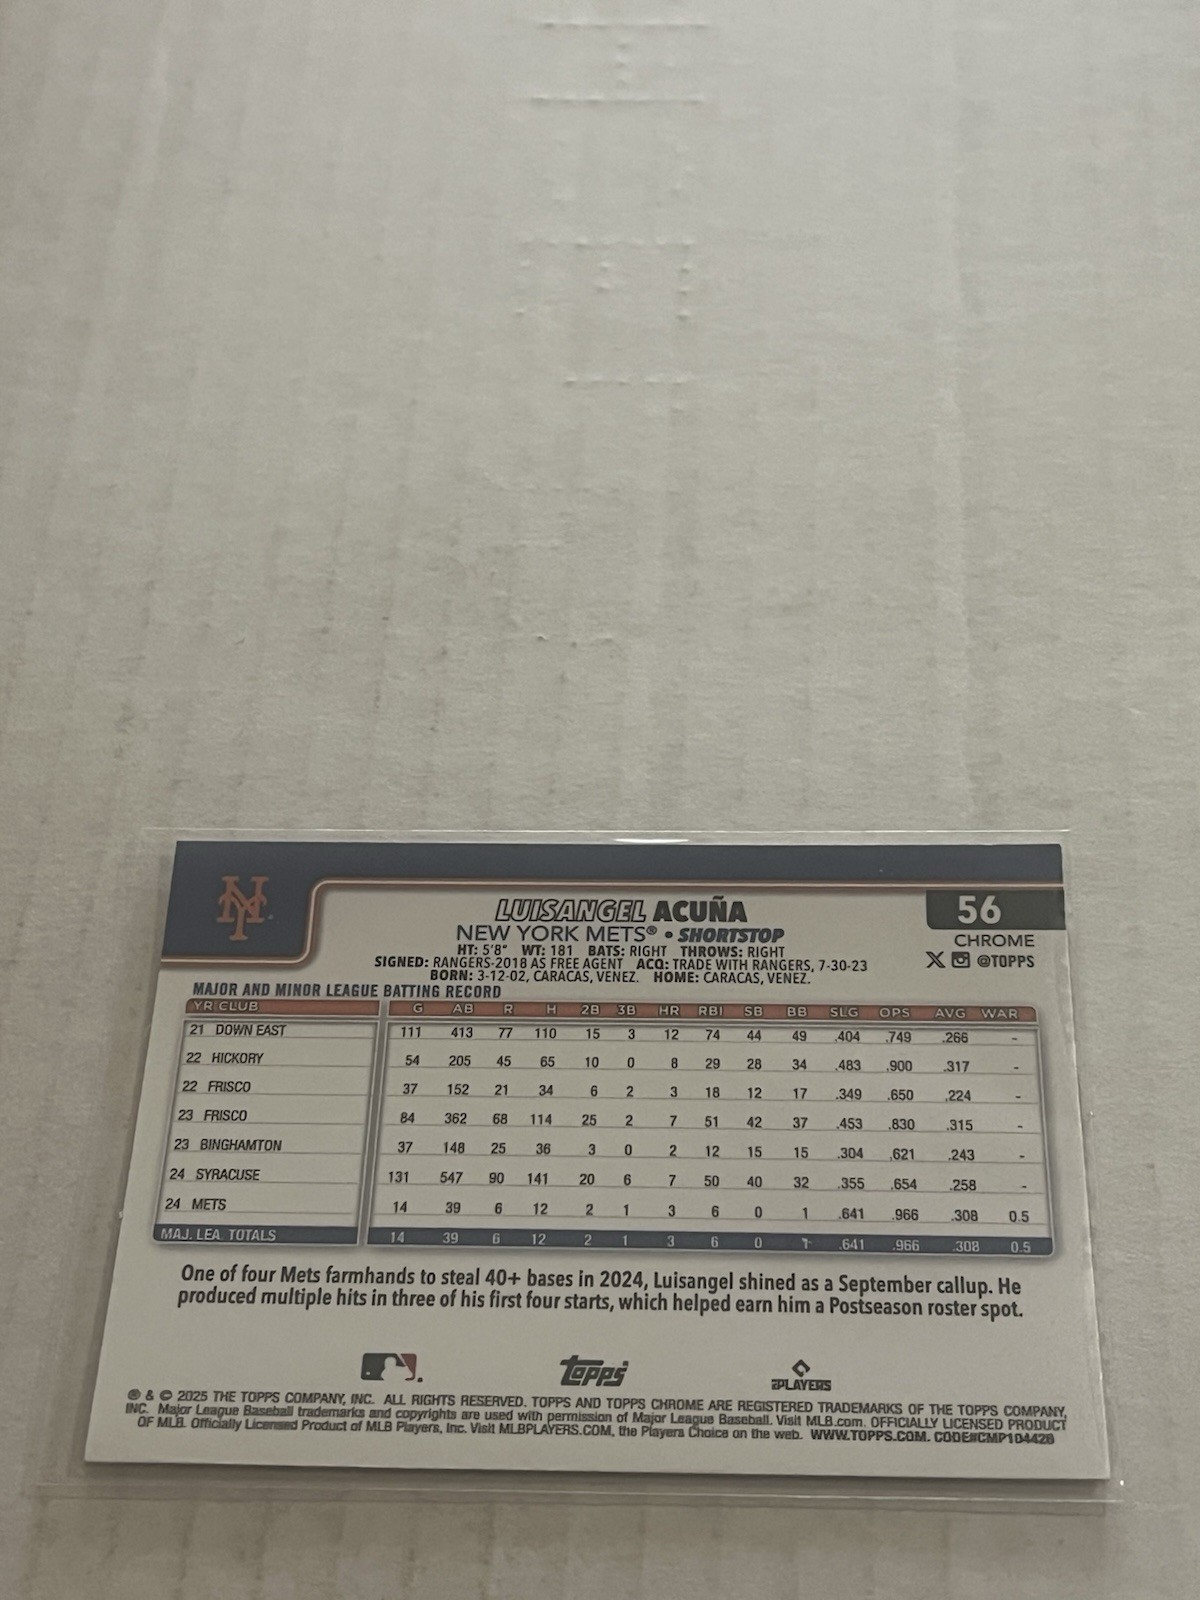 NY
LUISANGEL ACUÑA
NEW YORK METS® • SHORTSTOP
HT: 5'8" WT: 181 BATS: RIGHT THROWS: RIGHT
SIGNED: RANGERS-2018 AS FREE AGENT ACQ: TRADE WITH RANGERS, 7-30-23
BORN: 3-12-02, CARACAS, VENEZ. HOME: CARACAS, VENEZ.
56
CHROME
X @TOPPS
MAJOR AND MINOR LEAGUE BATTING RECORD
YR CLUB G AB R H 2B 3B HR RBI SB BB SLG OPS AVG WAR
21 DOWN EAST 111 413 77 110 15 3 12 74 44 49 .404 .749 .266 -
22 HICKORY 54 205 45 65 10 0 8 29 28 34 .483 .900 .317 -
22 FRISCO 37 152 21 34 6 2 3 18 12 17 .349 .650 .224 -
23 FRISCO 84 362 68 114 25 2 7 51 42 37 .453 .830 .315 -
23 BINGHAMTON 37 148 25 36 3 0 2 12 15 15 .304 .621 .243 -
24 SYRACUSE 131 547 90 141 20 6 7 50 40 32 .355 .654 .258 -
24 METS 14 39 6 12 2 1 3 6 0 1 .641 .966 .308 0.5
MAJ. LEA. TOTALS 14 39 6 12 2 1 3 6 0 1 .641 .966 .308 0.5
One of four Mets farmhands to steal 40+ bases in 2024, Luisangel shined as a September callup. He
produced multiple hits in three of his first four starts, which helped earn him a Postseason roster spot.
topps
PLAYERS
® & © 2025 THE TOPPS COMPANY, INC. ALL RIGHTS RESERVED. TOPPS AND TOPPS CHROME ARE REGISTERED TRADEMARKS OF THE TOPPS COMPANY,
INC. Major League Baseball trademarks and copyrights are used with permission of Major League Baseball. Visit MLB.com. OFFICIALLY LICENSED PRODUCT
OF MLB. Officially Licensed Product of MLB Players, Inc. Visit MLBPLAYERS.COM, the Players Choice on the web. WWW.TOPPS.COM. CODE#CMP104428